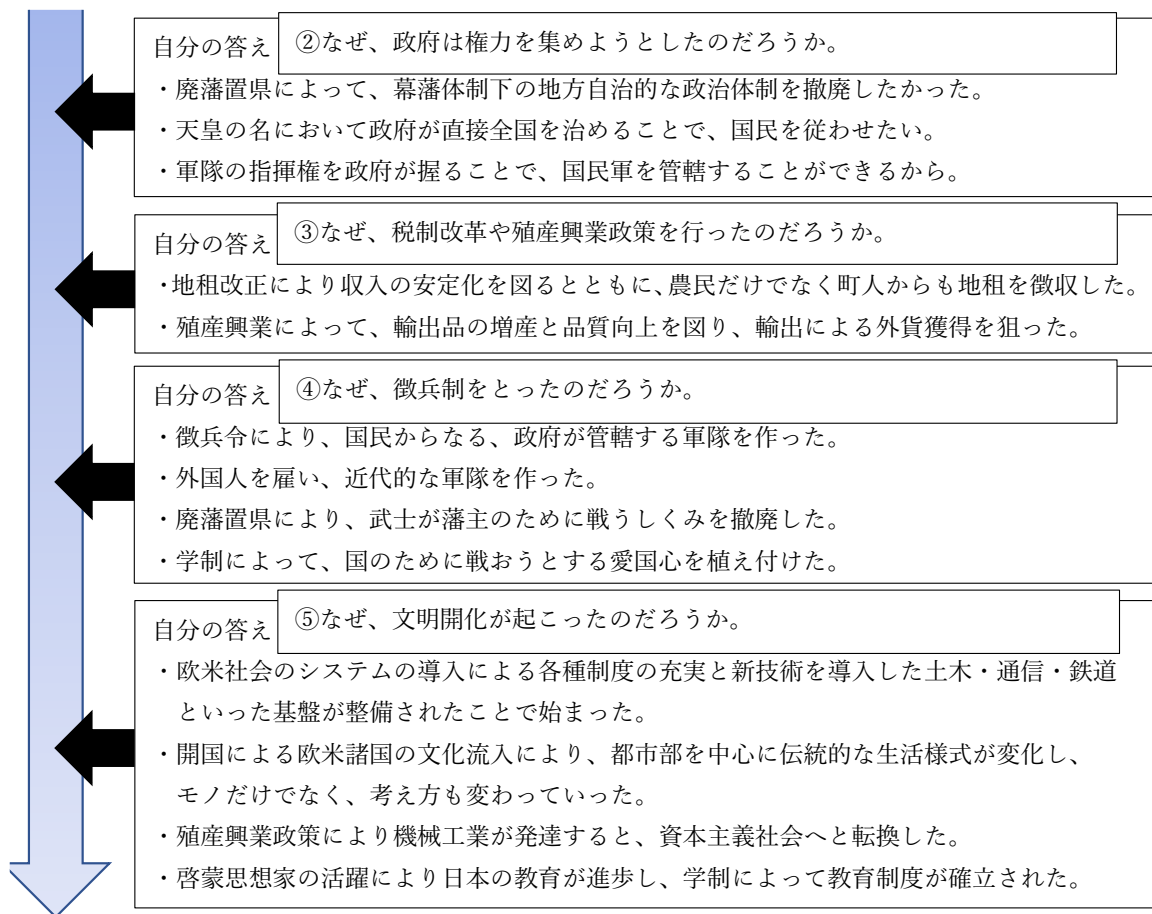 自分の答え ②なぜ、政府は権力を集めようとしたのだろうか。
・廃藩置県によって、幕藩体制下の地方自治的な政治体制を撤廃したかった。
・天皇の名において政府が直接全国を治めることで、国民を従わせたい。
・軍隊の指揮権を政府が握ることで、国民軍を管轄することができるから。
自分の答え ③なぜ、税制改革や殖産興業政策を行ったのだろうか。
・地租改正により収入の安定化を図るとともに、農民だけでなく町人からも地租を徴収した。
・殖産興業によって、輸出品の増産と品質向上を図り、輸出による外貨獲得を狙った。
自分の答え ④なぜ、徴兵制をとったのだろうか。
・徴兵令により、国民からなる、政府が管轄する軍隊を作った。
・外国人を雇い、近代的な軍隊を作った。
・廃藩置県により、武士が藩主のために戦うしくみを撤廃した。
・学制によって、国のために戦おうとする愛国心を植え付けた。
自分の答え ⑤なぜ、文明開化が起こったのだろうか。
・欧米社会のシステムの導入による各種制度の充実と新技術を導入した土木・通信・鉄道
といった基盤が整備されたことで始まった。
・開国による欧米諸国の文化流入により、都市部を中心に伝統的な生活様式が変化し、
モノだけでなく、考え方も変わっていった。
・殖産興業政策により機械工業が発達すると、資本主義社会へと転換した。
・啓蒙思想家の活躍により日本の教育が進歩し、学制によって教育制度が確立された。